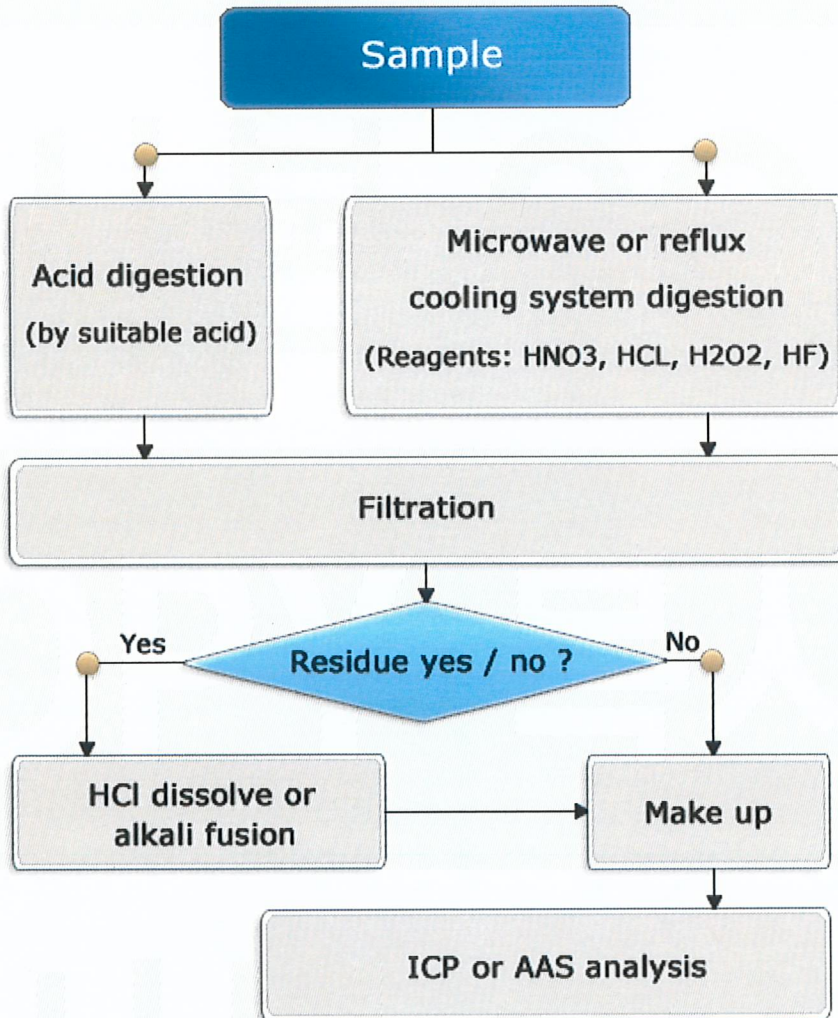 Sample
Acid digestion
(by suitable acid)
Microwave or reflux
cooling system digestion
(Reagents: HNO3, HCL, H2O2, HF)
Filtration
Yes
Residue yes / no ?
No
HCl dissolve or
alkali fusion
Make up
ICP or AAS analysis